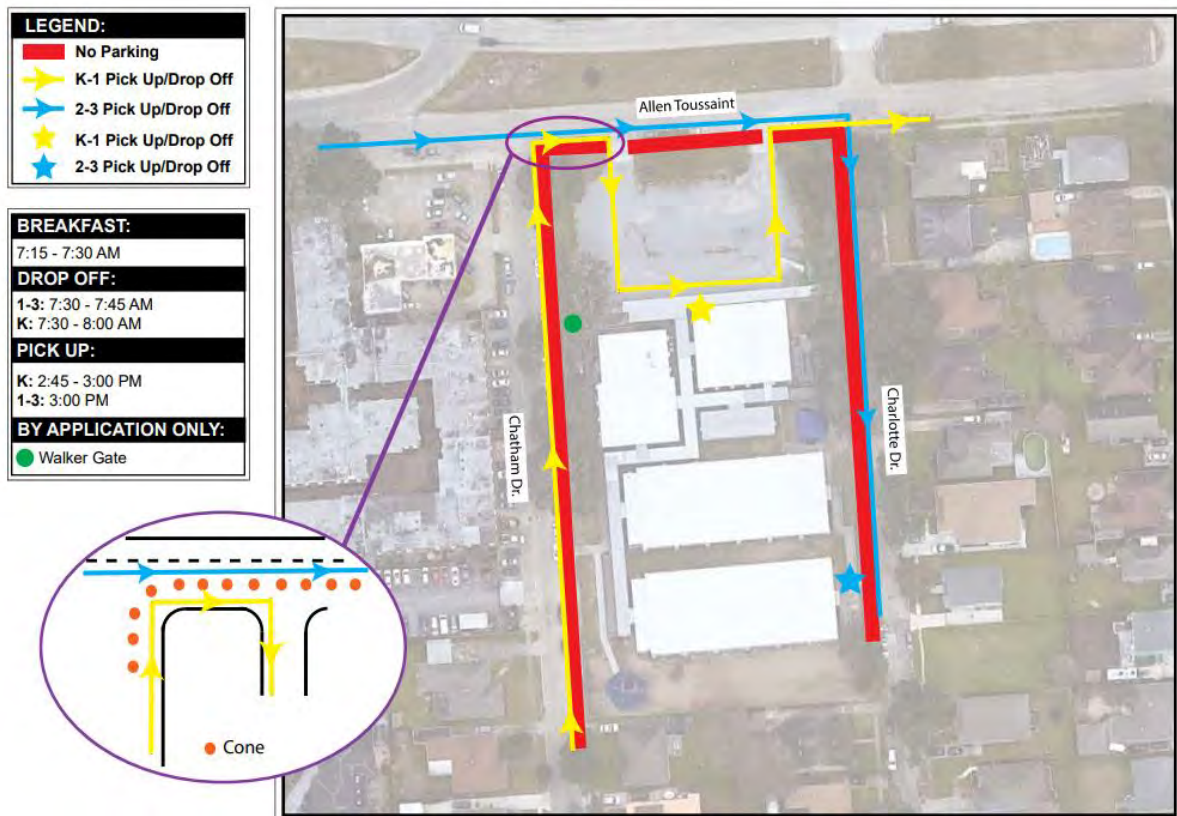 LEGEND:
No Parking
K-1 Pick Up/Drop Off
2-3 Pick Up/Drop Off
K-1 Pick Up/Drop Off
2-3 Pick Up/Drop Off
BREAKFAST:
7:15 - 7:30 AM
DROP OFF:
1-3: 7:30 - 7:45 AM
K: 7:30 - 8:00 AM
PICK UP:
K: 2:45 - 3:00 PM
1-3: 3:00 PM
BY APPLICATION ONLY:
Walker Gate
Allen Toussaint
Chatham Dr.
Charlotte Dr.
Cone